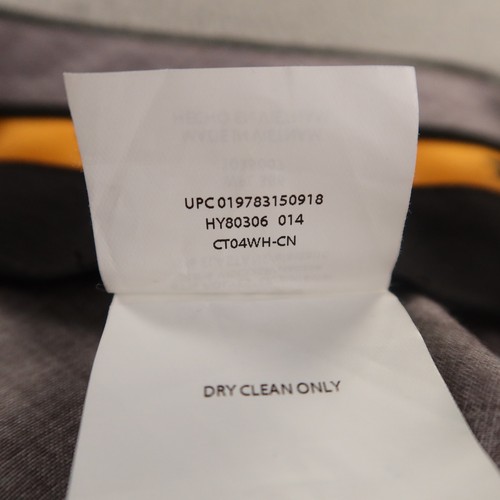 UPC 019783150918
HY80306 014
CT04WH-CN
DRY CLEAN ONLY